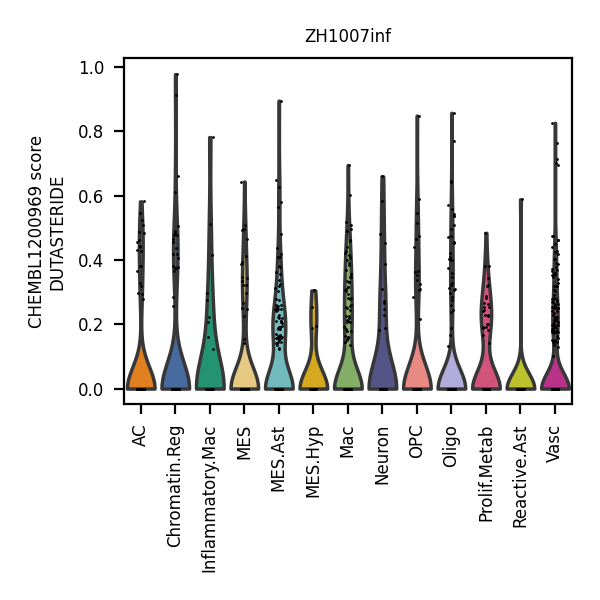 ZH1007inf
CHEMBL1200969 score
DUTASTERIDE
1.0
0.8
0.6
0.4
0.2
0.0
AC
Chromatin.Reg
Inflammatory.Mac
MES
MES.Ast
MES.Hyp
Mac
Neuron
OPC
Oligo
Prolif.Metab
Reactive.Ast
Vasc